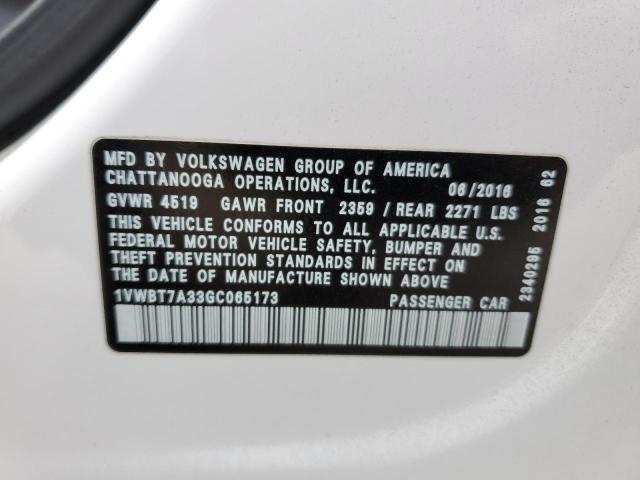 MFD BY VOLKSWAGEN GROUP OF AMERICA
CHATTANOOGA OPERATIONS, LLC. 06/2016
GVWR 4519 GAWR FRONT 2359 / REAR 2271 LBS
THIS VEHICLE CONFORMS TO ALL APPLICABLE U.S.
FEDERAL MOTOR VEHICLE SAFETY, BUMPER AND
THEFT PREVENTION STANDARDS IN EFFECT ON
THE DATE OF MANUFACTURE SHOWN ABOVE
1VWBT7A33GC065173 PASSENGER CAR
2340295 2016 62